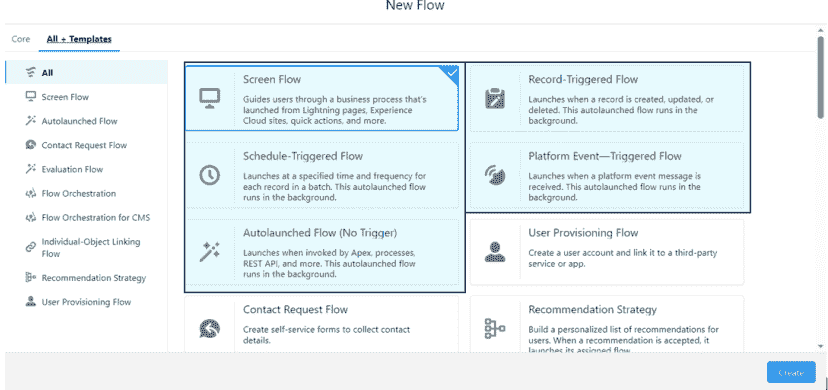 New Flow
Core
All + Templates
All
Screen Flow
Autolaunched Flow
Contact Request Flow
Evaluation Flow
Flow Orchestration
Flow Orchestration for CMS
Individual-Object Linking
Flow
Recommendation Strategy
User Provisioning Flow
Screen Flow
Guides users through a business process that's
launched from Lightning pages, Experience
Cloud sites, quick actions, and more.
Record-Triggered Flow
Launches when a record is created, updated, or
deleted. This autolaunched flow runs in the
background.
Schedule-Triggered Flow
Launches at a specified time and frequency for
each record in a batch. This autolaunched flow
runs in the background.
Platform Event—Triggered Flow
Launches when a platform event message is
received. This autolaunched flow runs in the
background.
Autolaunched Flow (No Trigger)
Launches when invoked by Apex, processes,
REST API, and more. This autolaunched flow
runs in the background.
User Provisioning Flow
Create a user account and link it to a third-party
service or app.
Contact Request Flow
Create self-service forms to collect contact
details.
Recommendation Strategy
Build a personalized list of recommendations for
users. When a recommendation is accepted, it
launches its assigned flow.
Create